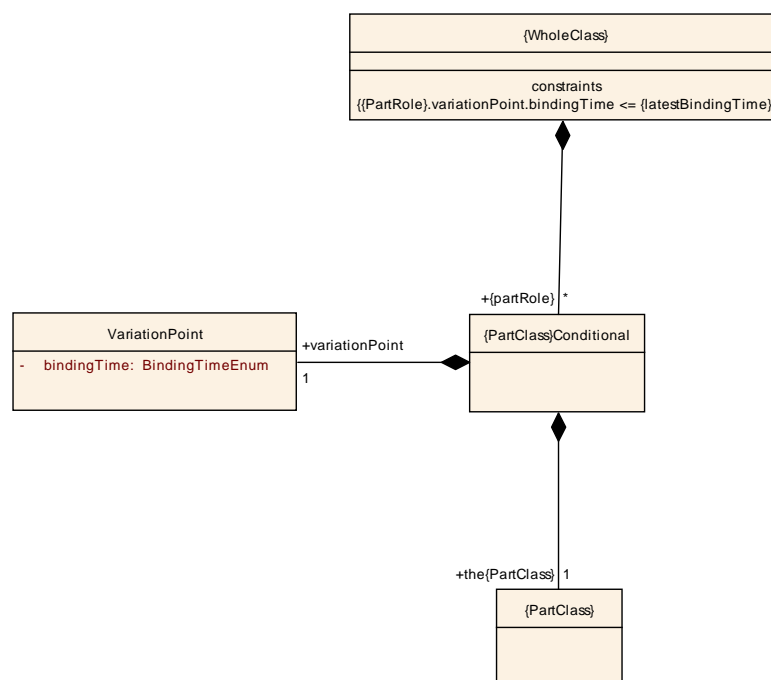 {WholeClass}
constraints
{{PartRole}.variationPoint.bindingTime <= {latestBindingTime}
+{partRole} *
VariationPoint
- bindingTime: BindingTimeEnum
+variationPoint
1
{PartClass}Conditional
+the{PartClass} 1
{PartClass}